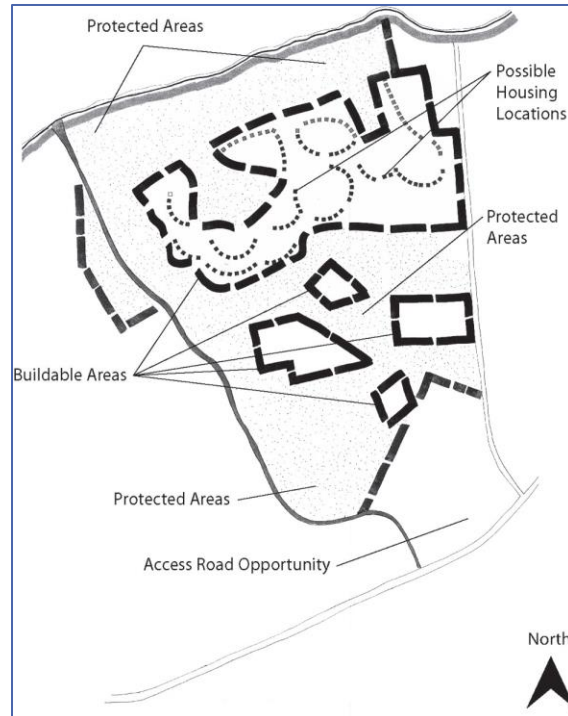 Protected Areas
Possible
Housing
Locations
Protected
Areas
Buildable Areas
Protected Areas
Access Road Opportunity
North